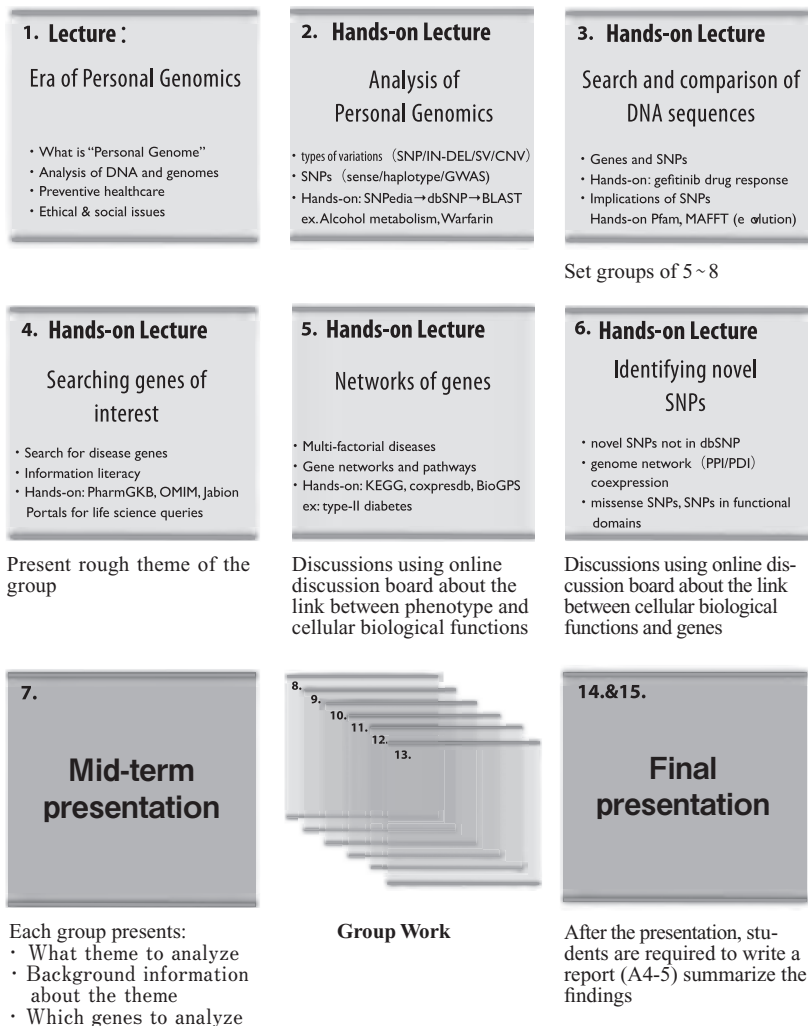 1. Lecture：
Era of Personal Genomics
・What is “Personal Genome”
・Analysis of DNA and genomes
・Preventive healthcare
・Ethical & social issues
2. Hands-on Lecture
Analysis of
Personal Genomics
・types of variations（SNP/IN-DEL/SV/CNV）
・SNPs（sense/haplotype/GWAS)
・Hands-on: SNPedia→dbSNP→BLAST
ex. Alcohol metabolism, Warfarin
3. Hands-on Lecture
Search and comparison of
DNA sequences
・Genes and SNPs
・Hands-on: gefitinib drug response
・Implications of SNPs
Hands-on Pfam, MAFFT
Set groups of 5~8
4. Hands-on Lecture
Searching genes of
interest
・Search for disease genes
・Information literacy
・Hands-on: PharmGKB, OMIM, Jabion
Portals for life science queries
Present rough theme of the
group
5. Hands-on Lecture
Networks of genes
・Multi-factorial diseases
・Gene networks and pathways
・Hands-on: KEGG, coxpresdb, BioGPS
ex: type-II diabetes
Discussions using online
discussion board about the
link between phenotype and
cellular biological functions
6. Hands-on Lecture
Identifying novel
SNPs
・novel SNPs not in dbSNP
・genome network（PPI/PDI）
coexpression
・missense SNPs, SNPs in functional
domains
Discussions using online dis-
cussion board about the link
between cellular biological
functions and genes
7.
Mid-term
presentation
Each group presents:
・What theme to analyze
・Background information
about the theme
・Which genes to analyze
8.
9.
10.
11.
12.
13.
Group Work
14.&15.
Final
presentation
After the presentation, stu-
dents are required to write a
report (A4-5) summarize the
findings